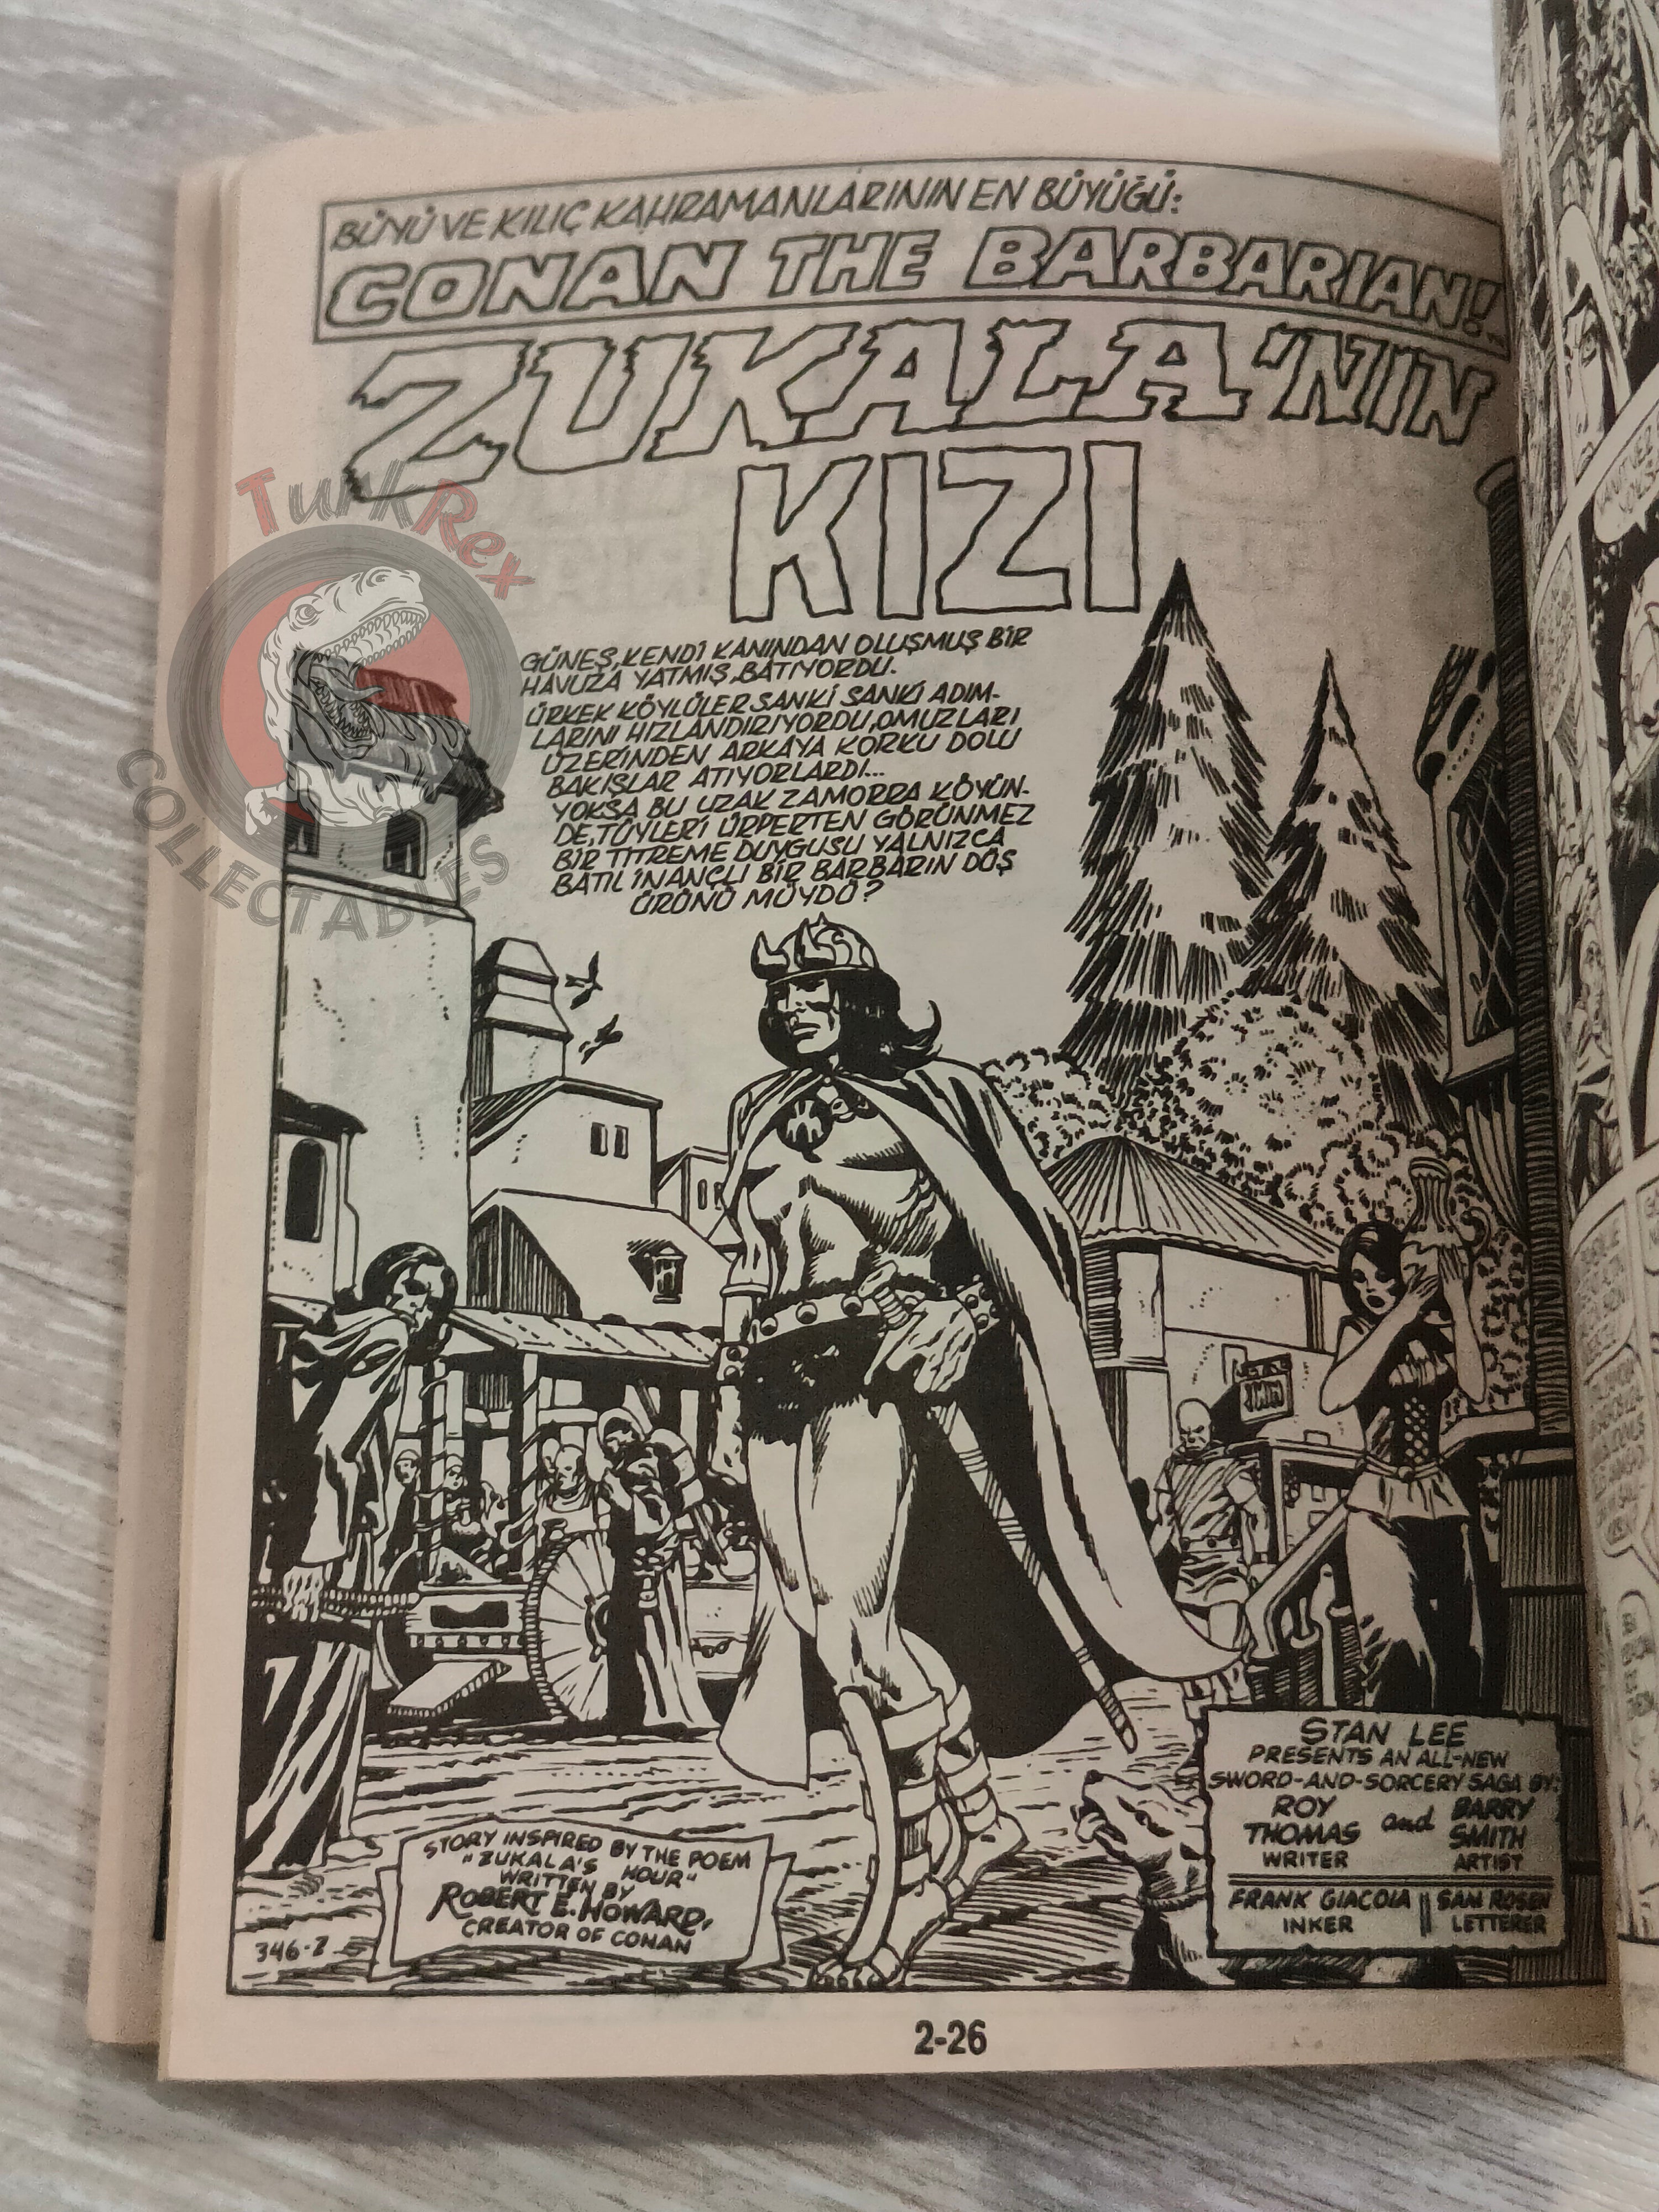 BÜYÜ VE KILIÇ KAHRAMANLARININ EN BÜYÜĞÜ:
CONAN THE BARBARIAN!
ZUKALA'NIN
KIZI
GÜNEŞ, KENDİ KANINDAN OLUŞMUŞ BİR
HAVUZA YATMIŞ, BATIYORDU.
ÜRKEK KÖYLÜLER SANKİ SANKİ ADIM-
LARINI HIZLANDIRIYORDU, OMUZLARI
ÜZERİNDEN ARKAYA KORKU DOLU
BAKIŞLAR ATIYORLARDI...
YOKSA BU UZAK ZAMORRA KÖYÜN-
DE, TÜYLERİ ÜRPERTEN GÖRÜNMEZ
BİR TİTREME DUYGUSU YALNIZCA
BATIL İNANÇLI BİR BARBARIN DÜŞ
ÜRÜNÜ MÜYDÜ?
TurkRex
COLLECTABLES
STAN LEE
PRESENTS AN ALL-NEW
SWORD-AND-SORCERY SAGA BY:
ROY THOMAS WRITER and BARRY SMITH ARTIST
FRANK GIACOIA INKER
SAM ROSEN LETTERER
STORY INSPIRED BY THE POEM
"ZUKALA'S HOUR"
WRITTEN BY
ROBERT E. HOWARD,
CREATOR OF CONAN
346-Z
2-26